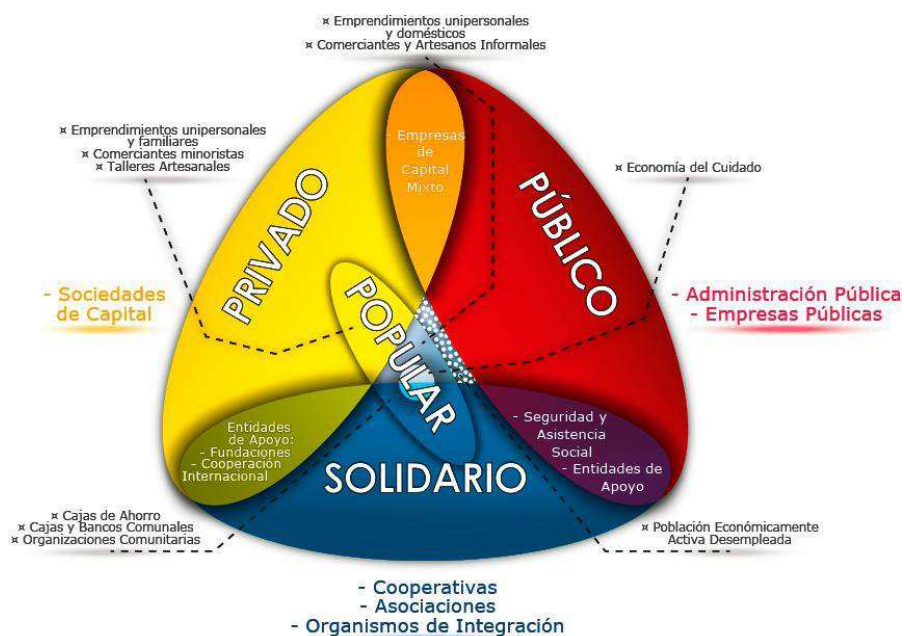 ¤ Emprendimientos unipersonales
y domésticos
¤ Comerciantes y Artesanos Informales
¤ Emprendimientos unipersonales
y familiares
¤ Comerciantes minoristas
¤ Talleres Artesanales
- Empresas
de
Capital
Mixto.
¤ Economía del Cuidado
PRIVADO
PÚBLICO
- Sociedades
de Capital
- Administración Pública
- Empresas Públicas
POPULAR
Entidades
de Apoyo:
- Fundaciones
- Cooperación
Internacional
- Seguridad y
Asistencia
Social
- Entidades de
Apoyo
SOLIDARIO
¤ Cajas de Ahorro
¤ Cajas y Bancos Comunales
¤ Organizaciones Comunitarias
¤ Población Económicamente
Activa Desempleada
- Cooperativas
- Asociaciones
- Organismos de Integración